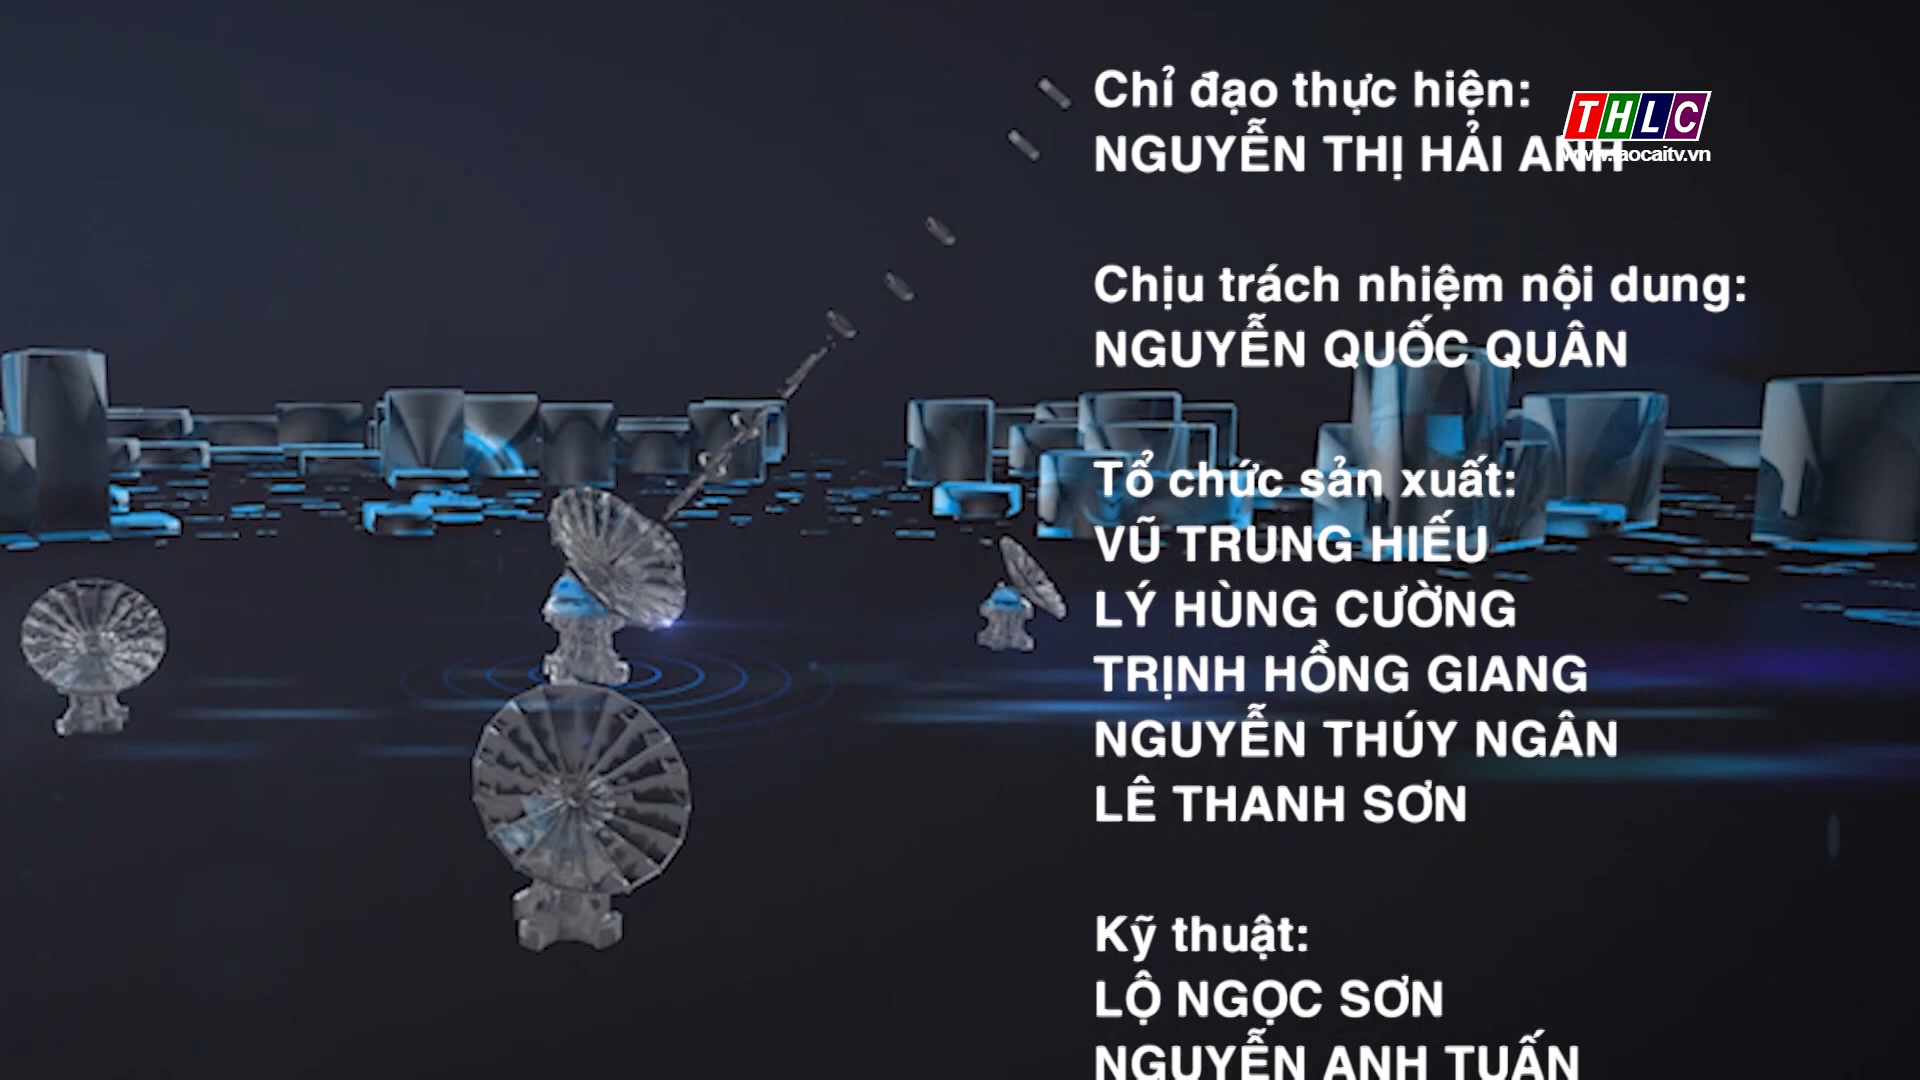 Chỉ đạo thực hiện:
THLC
NGUYỄN THỊ HẢI ANH
www.laocaitv.vn
Chịu trách nhiệm nội dung:
NGUYỄN QUỐC QUÂN
Tổ chức sản xuất:
VŨ TRUNG HIẾU
LÝ HÙNG CƯỜNG
TRỊNH HỒNG GIANG
NGUYỄN THÚY NGÂN
LÊ THANH SƠN
Kỹ thuật:
LỘ NGỌC SƠN
NGUYỄN ANH TUẤN